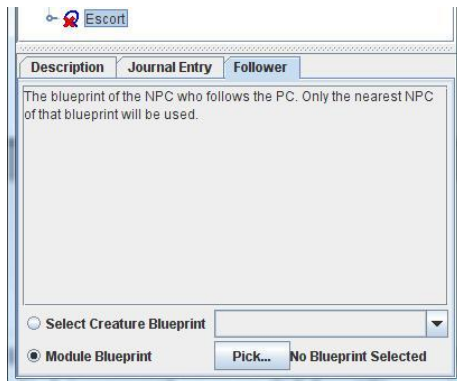 Escort
Description Journal Entry Follower
The blueprint of the NPC who follows the PC. Only the nearest NPC
of that blueprint will be used.
Select Creature Blueprint
Module Blueprint Pick... No Blueprint Selected